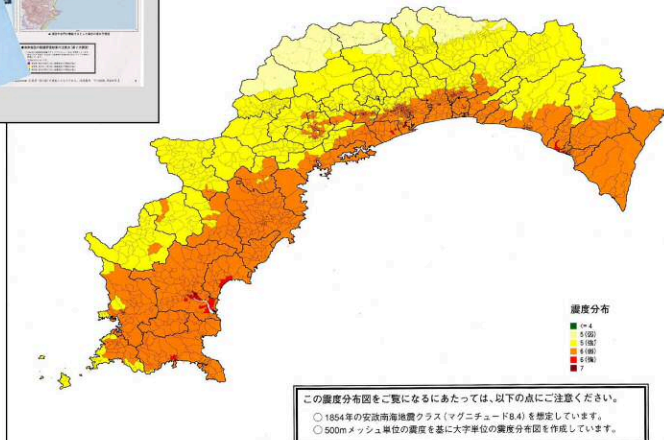 震度分布
<= 4
5(弱)
5(強)
6(弱)
6(強)
7
この震度分布図をご覧になるにあたっては、以下の点にご注意ください。
○ 1854年の安政南海地震クラス(マグニチュード8.4)を想定しています。
○ 500mメッシュ単位の震度を基に大字単位の震度分布図を作成しています。